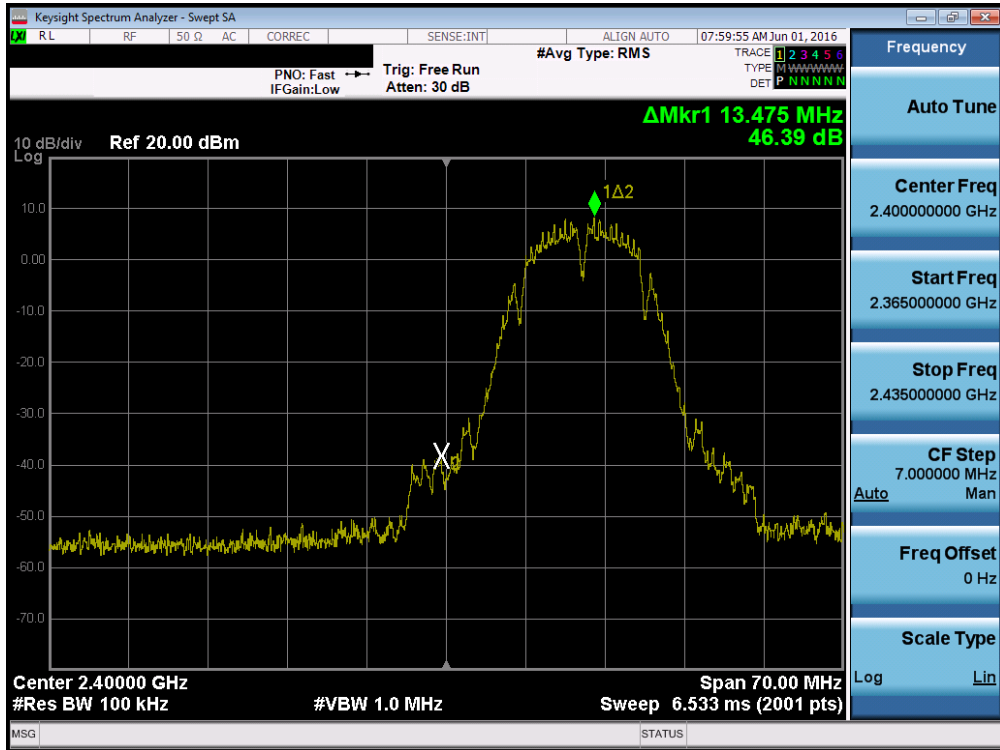 Keysight Spectrum Analyzer - Swept SA
LXI RL RF 50 Ω AC CORREC SENSE:INT ALIGN AUTO 07:59:55 AM Jun 01, 2016
PNO: Fast
IFGain:Low
Trig: Free Run
Atten: 30 dB
#Avg Type: RMS
TRACE 1 2 3 4 5 6
TYPE M WWWWW
DET P N N N N N
ΔMkr1 13.475 MHz
46.39 dB
10 dB/div
Log
Ref 20.00 dBm
1Δ2
10.0
0.00
-10.0
-20.0
-30.0
-40.0
X
-50.0
-60.0
-70.0
Center 2.40000 GHz
#Res BW 100 kHz
#VBW 1.0 MHz
Span 70.00 MHz
Sweep 6.533 ms (2001 pts)
MSG
STATUS
Frequency
Auto Tune
Center Freq
2.400000000 GHz
Start Freq
2.365000000 GHz
Stop Freq
2.435000000 GHz
CF Step
7.000000 MHz
Auto Man
Freq Offset
0 Hz
Scale Type
Log Lin